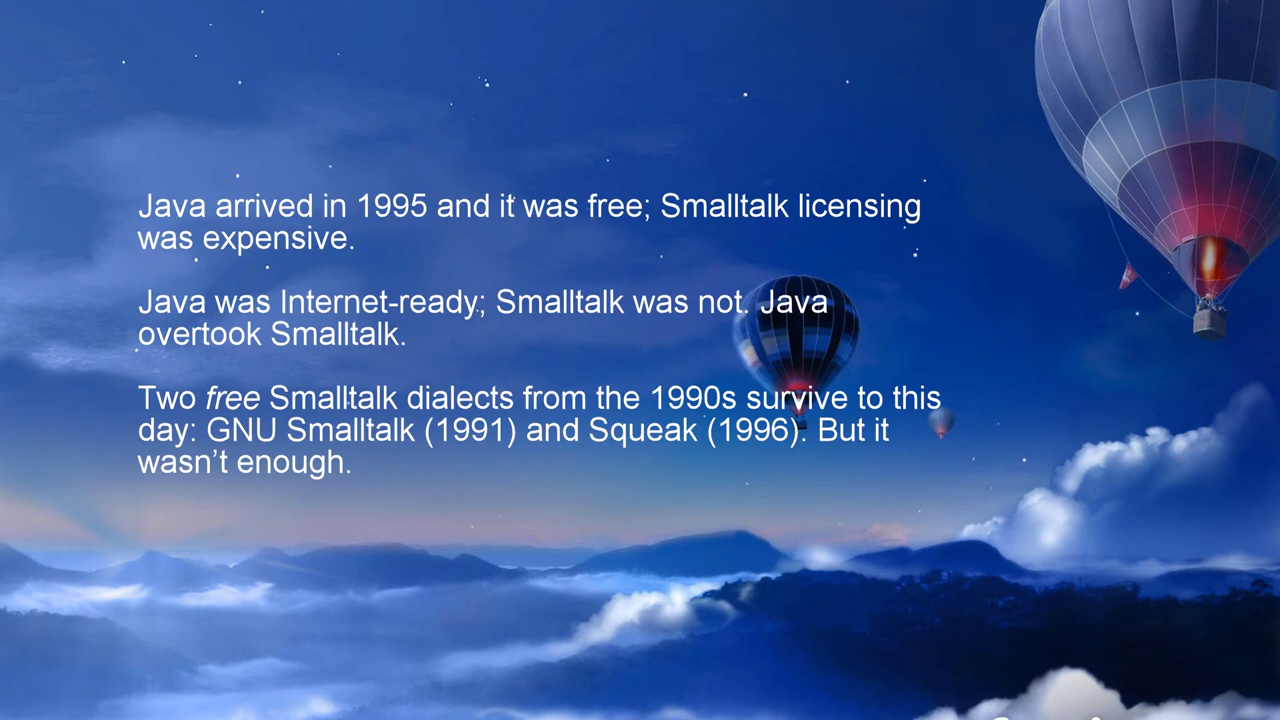 Java arrived in 1995 and it was free; Smalltalk licensing
was expensive.
Java was Internet-ready; Smalltalk was not. Java
overtook Smalltalk.
Two free Smalltalk dialects from the 1990s survive to this
day: GNU Smalltalk (1991) and Squeak (1996). But it
wasn’t enough.